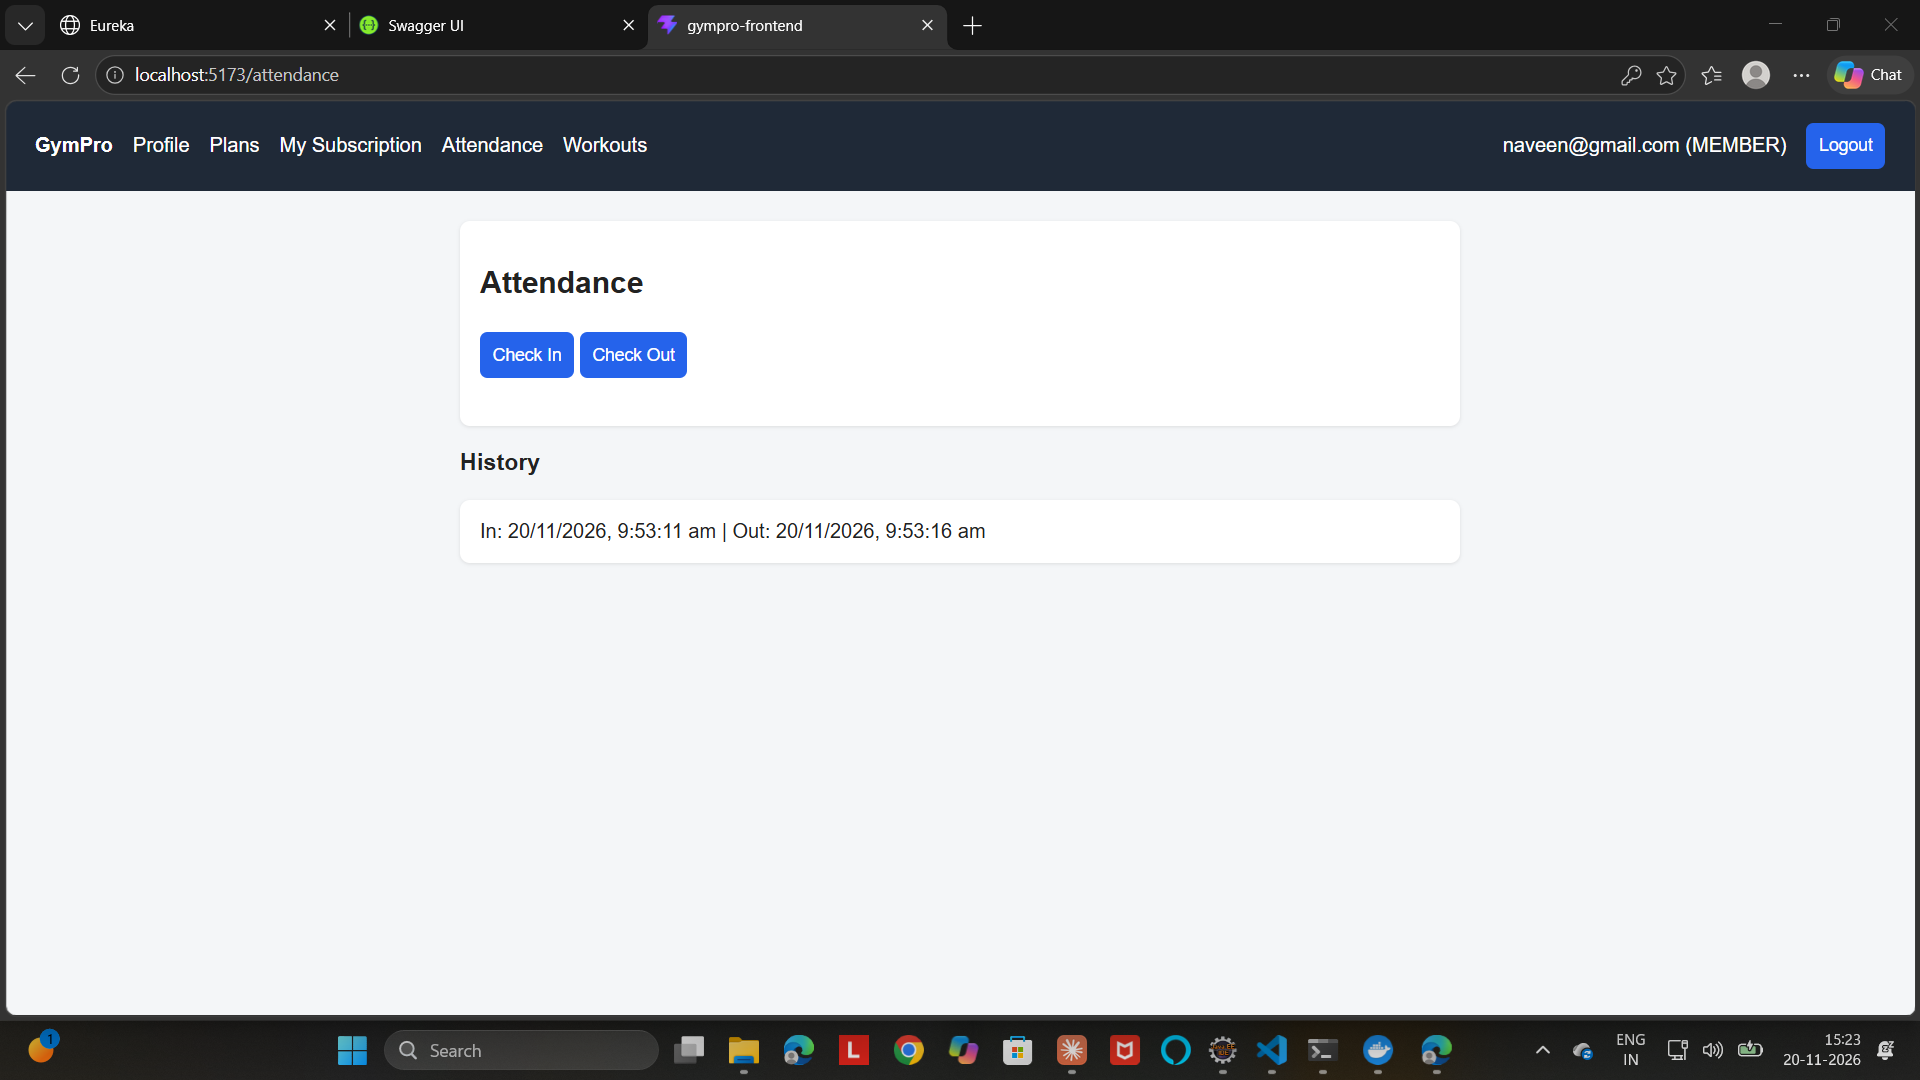 Eureka
Swagger UI
gympro-frontend
localhost:5173/attendance
Chat
GymPro Profile Plans My Subscription Attendance Workouts naveen@gmail.com (MEMBER) Logout
Attendance
Check In Check Out
History
In: 20/11/2026, 9:53:11 am | Out: 20/11/2026, 9:53:16 am
1
Search
L
ENG
IN
15:23
20-11-2026